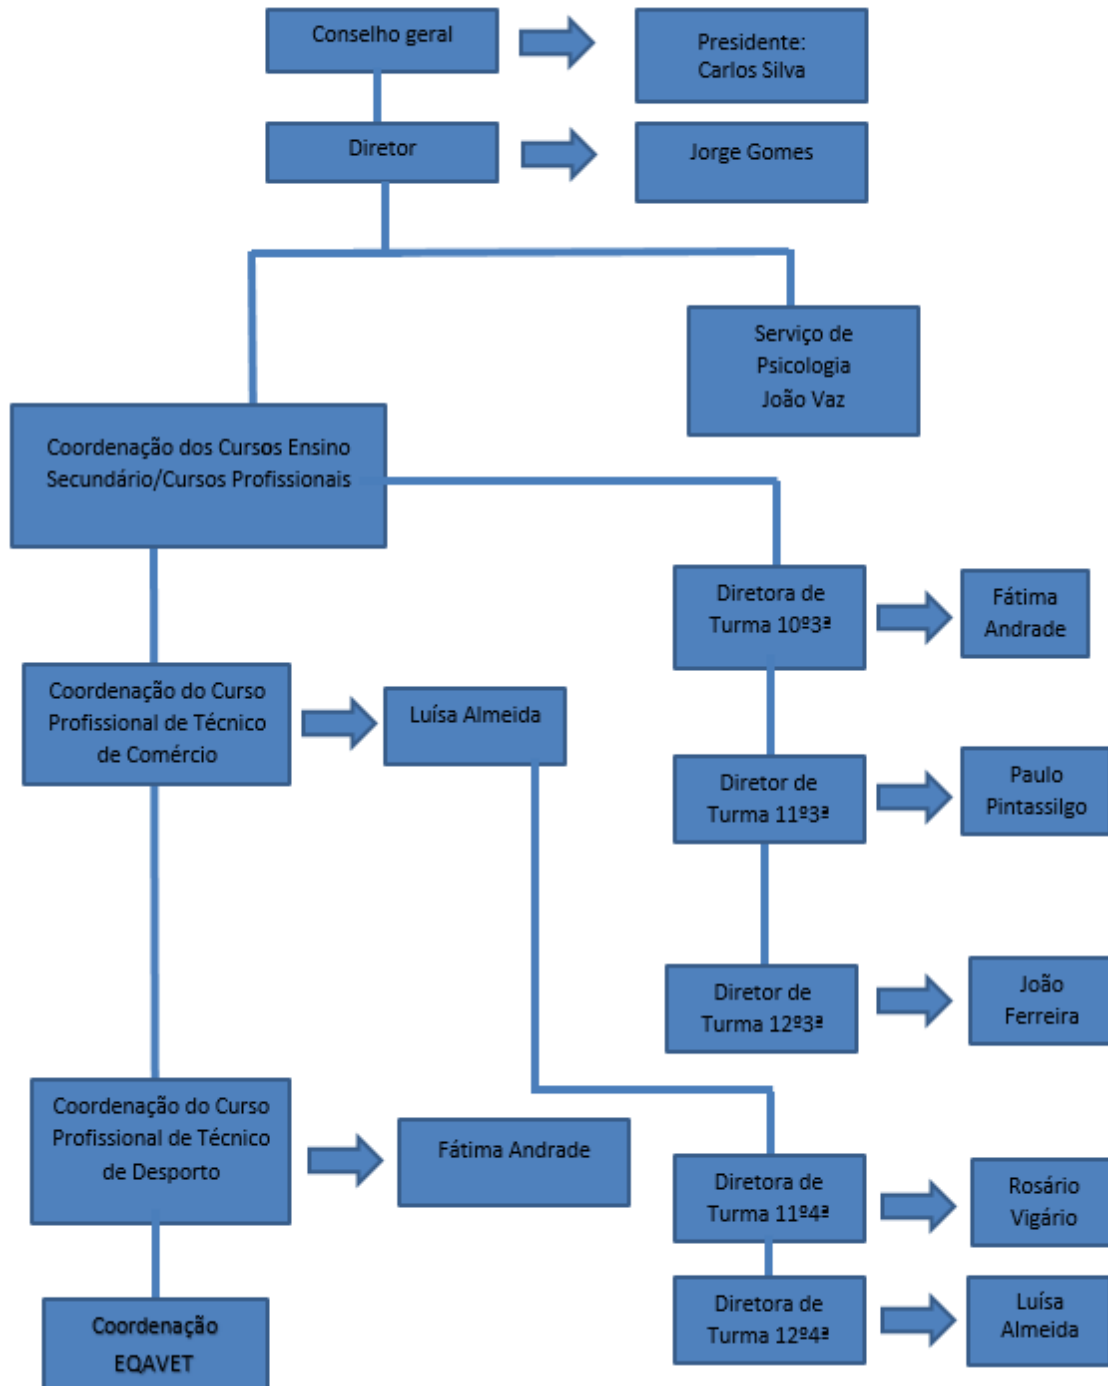 Conselho geral
Presidente:
Carlos Silva
Diretor
Jorge Gomes
Serviço de
Psicologia
João Vaz
Coordenação dos Cursos Ensino
Secundário/Cursos Profissionais
Diretora de
Turma 10º3ª
Fátima
Andrade
Coordenação do Curso
Profissional de Técnico
de Comércio
Luísa Almeida
Diretor de
Turma 11º3ª
Paulo
Pintassilgo
Diretor de
Turma 12º3ª
João
Ferreira
Coordenação do Curso
Profissional de Técnico
de Desporto
Fátima Andrade
Diretora de
Turma 11º4ª
Rosário
Vigário
Coordenação
EQAVET
Diretora de
Turma 12º4ª
Luísa
Almeida